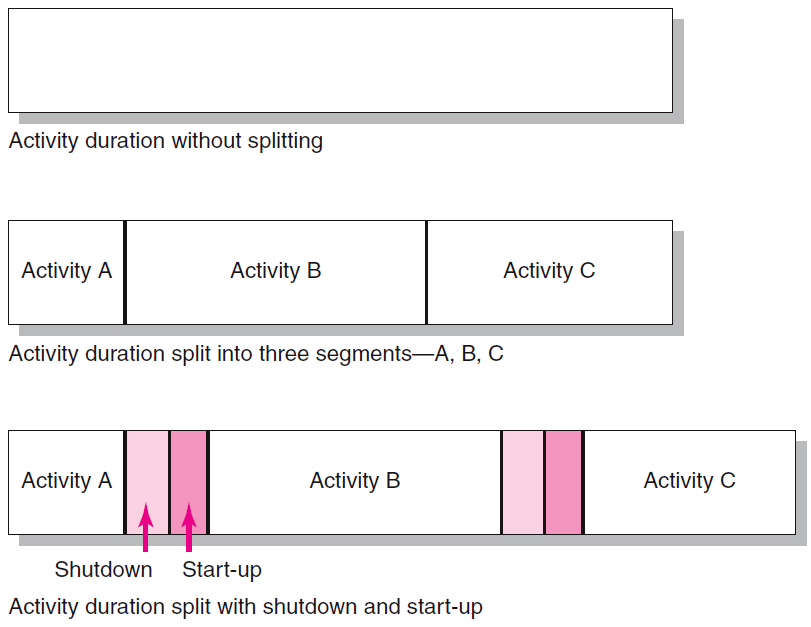 Activity duration without splitting
Activity A Activity B Activity C
Activity duration split into three segments—A, B, C
Activity A Activity B Activity C
Shutdown Start-up
Activity duration split with shutdown and start-up